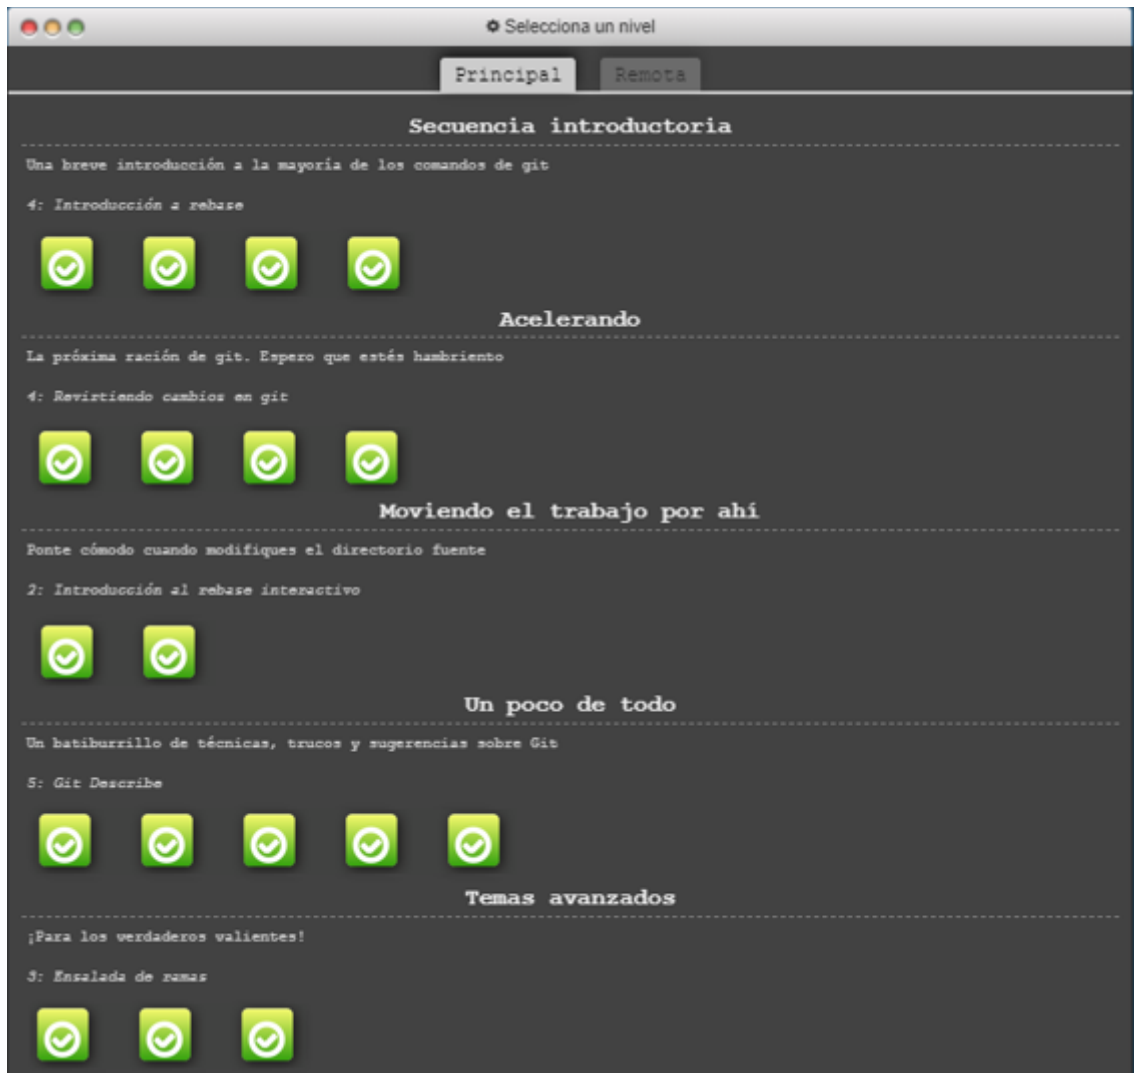 Selecciona un nivel
Principal Remota
Secuencia introductoria
Una breve introducción a la mayoría de los comandos de git
4: Introducción a rebase
Acelerando
La próxima ración de git. Espero que estés hambriento
4: Revirtiendo cambios en git
Moviendo el trabajo por ahí
Ponte cómodo cuando modifiques el directorio fuente
2: Introducción al rebase interactivo
Un poco de todo
Un batiburrillo de técnicas, trucos y sugerencias sobre Git
5: Git Describe
Temas avanzados
¡Para los verdaderos valientes!
3: Ensalada de ramas